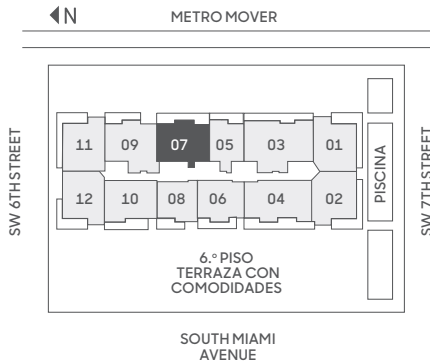 N
METRO MOVER
SW 6TH STREET
11 09 07 05 03 01
12 10 08 06 04 02
PISCINA
SW 7TH STREET
6.º PISO
TERRAZA CON
COMODIDADES
SOUTH MIAMI
AVENUE